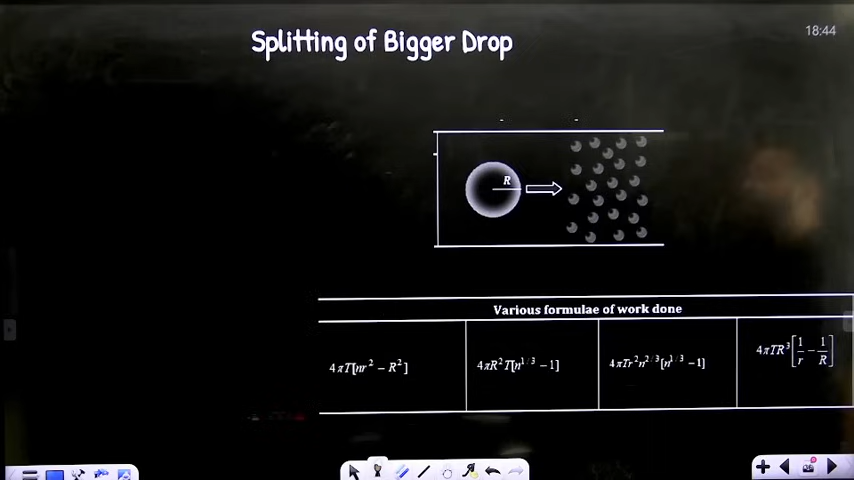 18:44
Splitting of Bigger Drop
R
Various formulae of work done
4πT[nr² – R²]
4πR²T[n^{1/3} – 1]
4πTr²n^{2/3}[n^{1/3} – 1]
4πTR³[1/r – 1/R]